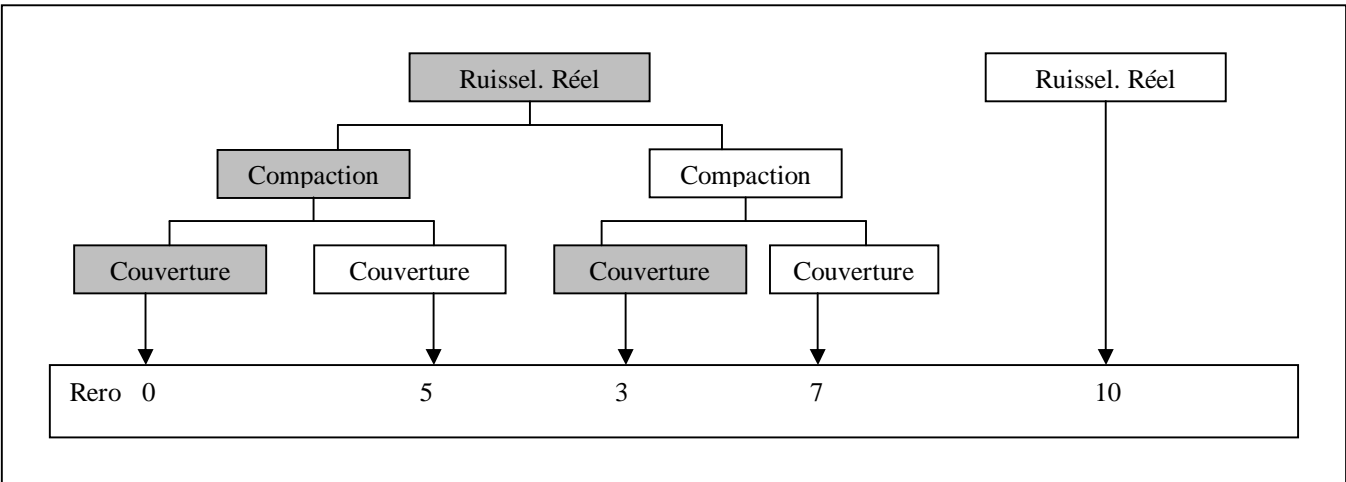 Ruissel. Réel Ruissel. Réel
Compaction Compaction
Couverture Couverture Couverture Couverture
Rero 0 5 3 7 10